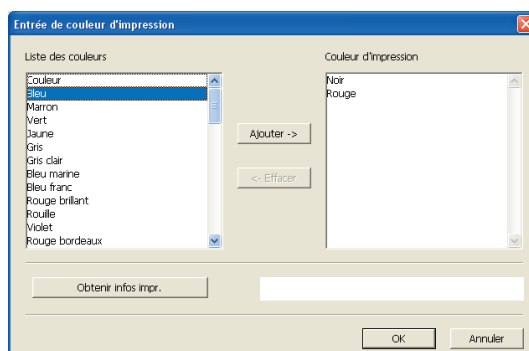 Entrée de couleur d'impression
Liste des couleurs
Couleur
Bleu
Marron
Vert
Jaune
Gris
Gris clair
Bleu marine
Bleu franc
Rouge brillant
Rouille
Violet
Rouge bordeaux
Ajouter ->
<- Effacer
Couleur d'impression
Noir
Rouge
Obtenir infos impr.
OK
Annuler